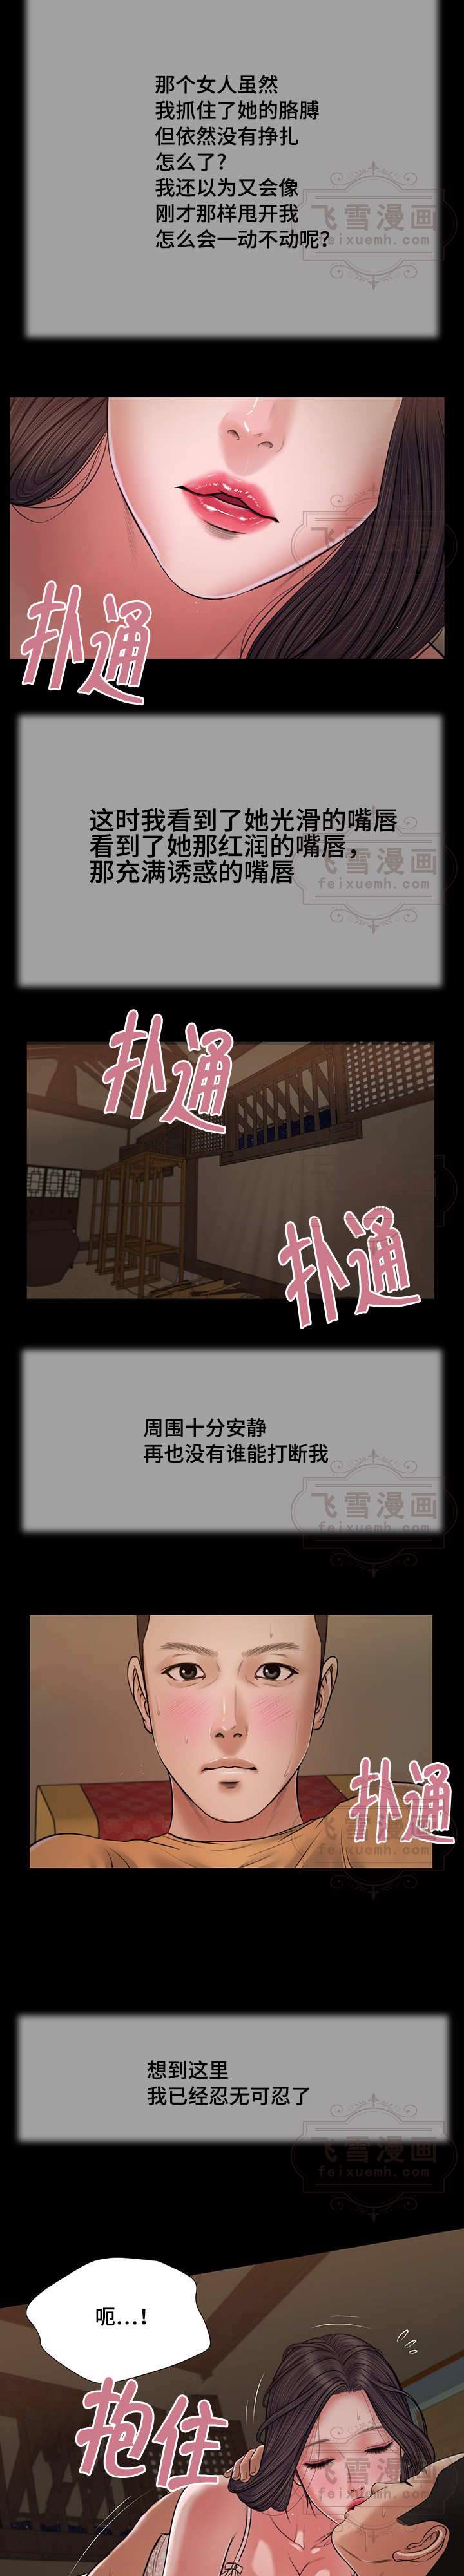 那个女人虽然
我抓住了她的胳膊
但依然没有挣扎
怎么了?
我还以为又会像
刚才那样甩开我
怎么会一动不动呢?
飞雪漫画
feixuemh.com
扑通
这时我看到了她光滑的嘴唇
看到了她那红润的嘴唇，
那充满诱惑的嘴唇
飞雪漫画
feixuemh.com
扑通
扑通
周围十分安静
再也没有谁能打断我
飞雪漫画
feixuemh.com
扑通
飞雪漫画
feixuemh.com
想到这里
我已经忍无可忍了
飞雪漫画
feixuemh.com
呃...!
抱住
飞雪漫画
feixuemh.com